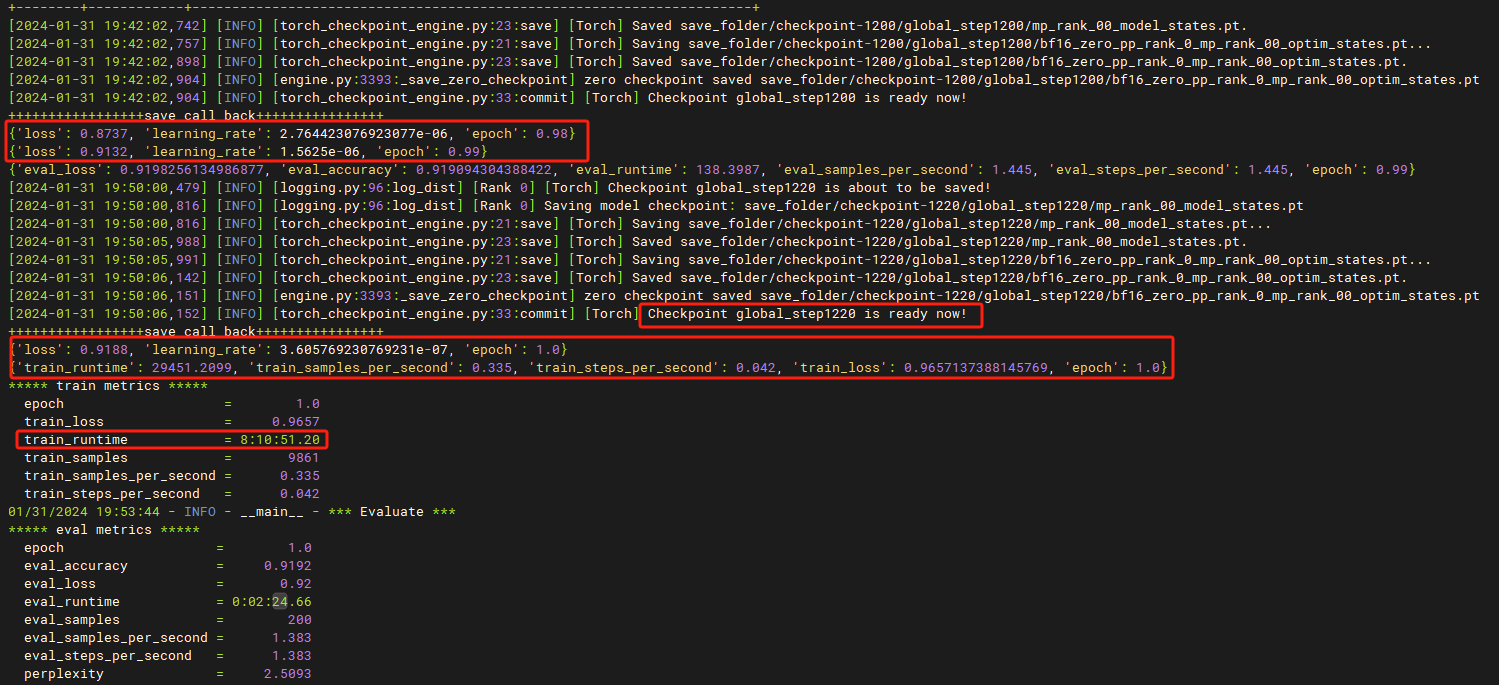 +---------+------------+----------------------------------------------------------------------+
[2024-01-31 19:42:02,742] [INFO] [torch_checkpoint_engine.py:23:save] [Torch] Saved save_folder/checkpoint-1200/global_step1200/mp_rank_00_model_states.pt.
[2024-01-31 19:42:02,757] [INFO] [torch_checkpoint_engine.py:21:save] [Torch] Saving save_folder/checkpoint-1200/global_step1200/bf16_zero_pp_rank_0_mp_rank_00_optim_states.pt...
[2024-01-31 19:42:02,898] [INFO] [torch_checkpoint_engine.py:23:save] [Torch] Saved save_folder/checkpoint-1200/global_step1200/bf16_zero_pp_rank_0_mp_rank_00_optim_states.pt.
[2024-01-31 19:42:02,904] [INFO] [engine.py:3393:_save_zero_checkpoint] zero checkpoint saved save_folder/checkpoint-1200/global_step1200/bf16_zero_pp_rank_0_mp_rank_00_optim_states.pt
[2024-01-31 19:42:02,904] [INFO] [torch_checkpoint_engine.py:33:commit] [Torch] Checkpoint global_step1200 is ready now!
+++++++++++++++++save call back++++++++++++++++
{'loss': 0.8737, 'learning_rate': 2.764423076923077e-06, 'epoch': 0.98}
{'loss': 0.9132, 'learning_rate': 1.5625e-06, 'epoch': 0.99}
{'eval_loss': 0.9198256134986877, 'eval_accuracy': 0.919094304388422, 'eval_runtime': 138.3987, 'eval_samples_per_second': 1.445, 'eval_steps_per_second': 1.445, 'epoch': 0.99}
[2024-01-31 19:50:00,479] [INFO] [logging.py:96:log_dist] [Rank 0] [Torch] Checkpoint global_step1220 is about to be saved!
[2024-01-31 19:50:00,816] [INFO] [logging.py:96:log_dist] [Rank 0] Saving model checkpoint: save_folder/checkpoint-1220/global_step1220/mp_rank_00_model_states.pt
[2024-01-31 19:50:00,816] [INFO] [torch_checkpoint_engine.py:21:save] [Torch] Saving save_folder/checkpoint-1220/global_step1220/mp_rank_00_model_states.pt...
[2024-01-31 19:50:05,988] [INFO] [torch_checkpoint_engine.py:23:save] [Torch] Saved save_folder/checkpoint-1220/global_step1220/mp_rank_00_model_states.pt.
[2024-01-31 19:50:05,991] [INFO] [torch_checkpoint_engine.py:21:save] [Torch] Saving save_folder/checkpoint-1220/global_step1220/bf16_zero_pp_rank_0_mp_rank_00_optim_states.pt...
[2024-01-31 19:50:06,142] [INFO] [torch_checkpoint_engine.py:23:save] [Torch] Saved save_folder/checkpoint-1220/global_step1220/bf16_zero_pp_rank_0_mp_rank_00_optim_states.pt.
[2024-01-31 19:50:06,151] [INFO] [engine.py:3393:_save_zero_checkpoint] zero checkpoint saved save_folder/checkpoint-1220/global_step1220/bf16_zero_pp_rank_0_mp_rank_00_optim_states.pt
[2024-01-31 19:50:06,152] [INFO] [torch_checkpoint_engine.py:33:commit] [Torch] Checkpoint global_step1220 is ready now!
+++++++++++++++++save call back++++++++++++++++
{'loss': 0.9188, 'learning_rate': 3.605769230769231e-07, 'epoch': 1.0}
{'train_runtime': 29451.2099, 'train_samples_per_second': 0.335, 'train_steps_per_second': 0.042, 'train_loss': 0.9657137388145769, 'epoch': 1.0}
***** train metrics *****
epoch = 1.0
train_loss = 0.9657
train_runtime = 8:10:51.20
train_samples = 9861
train_samples_per_second = 0.335
train_steps_per_second = 0.042
01/31/2024 19:53:44 - INFO - __main__ - *** Evaluate ***
***** eval metrics *****
epoch = 1.0
eval_accuracy = 0.9192
eval_loss = 0.92
eval_runtime = 0:02:24.66
eval_samples = 200
eval_samples_per_second = 1.383
eval_steps_per_second = 1.383
perplexity = 2.5093